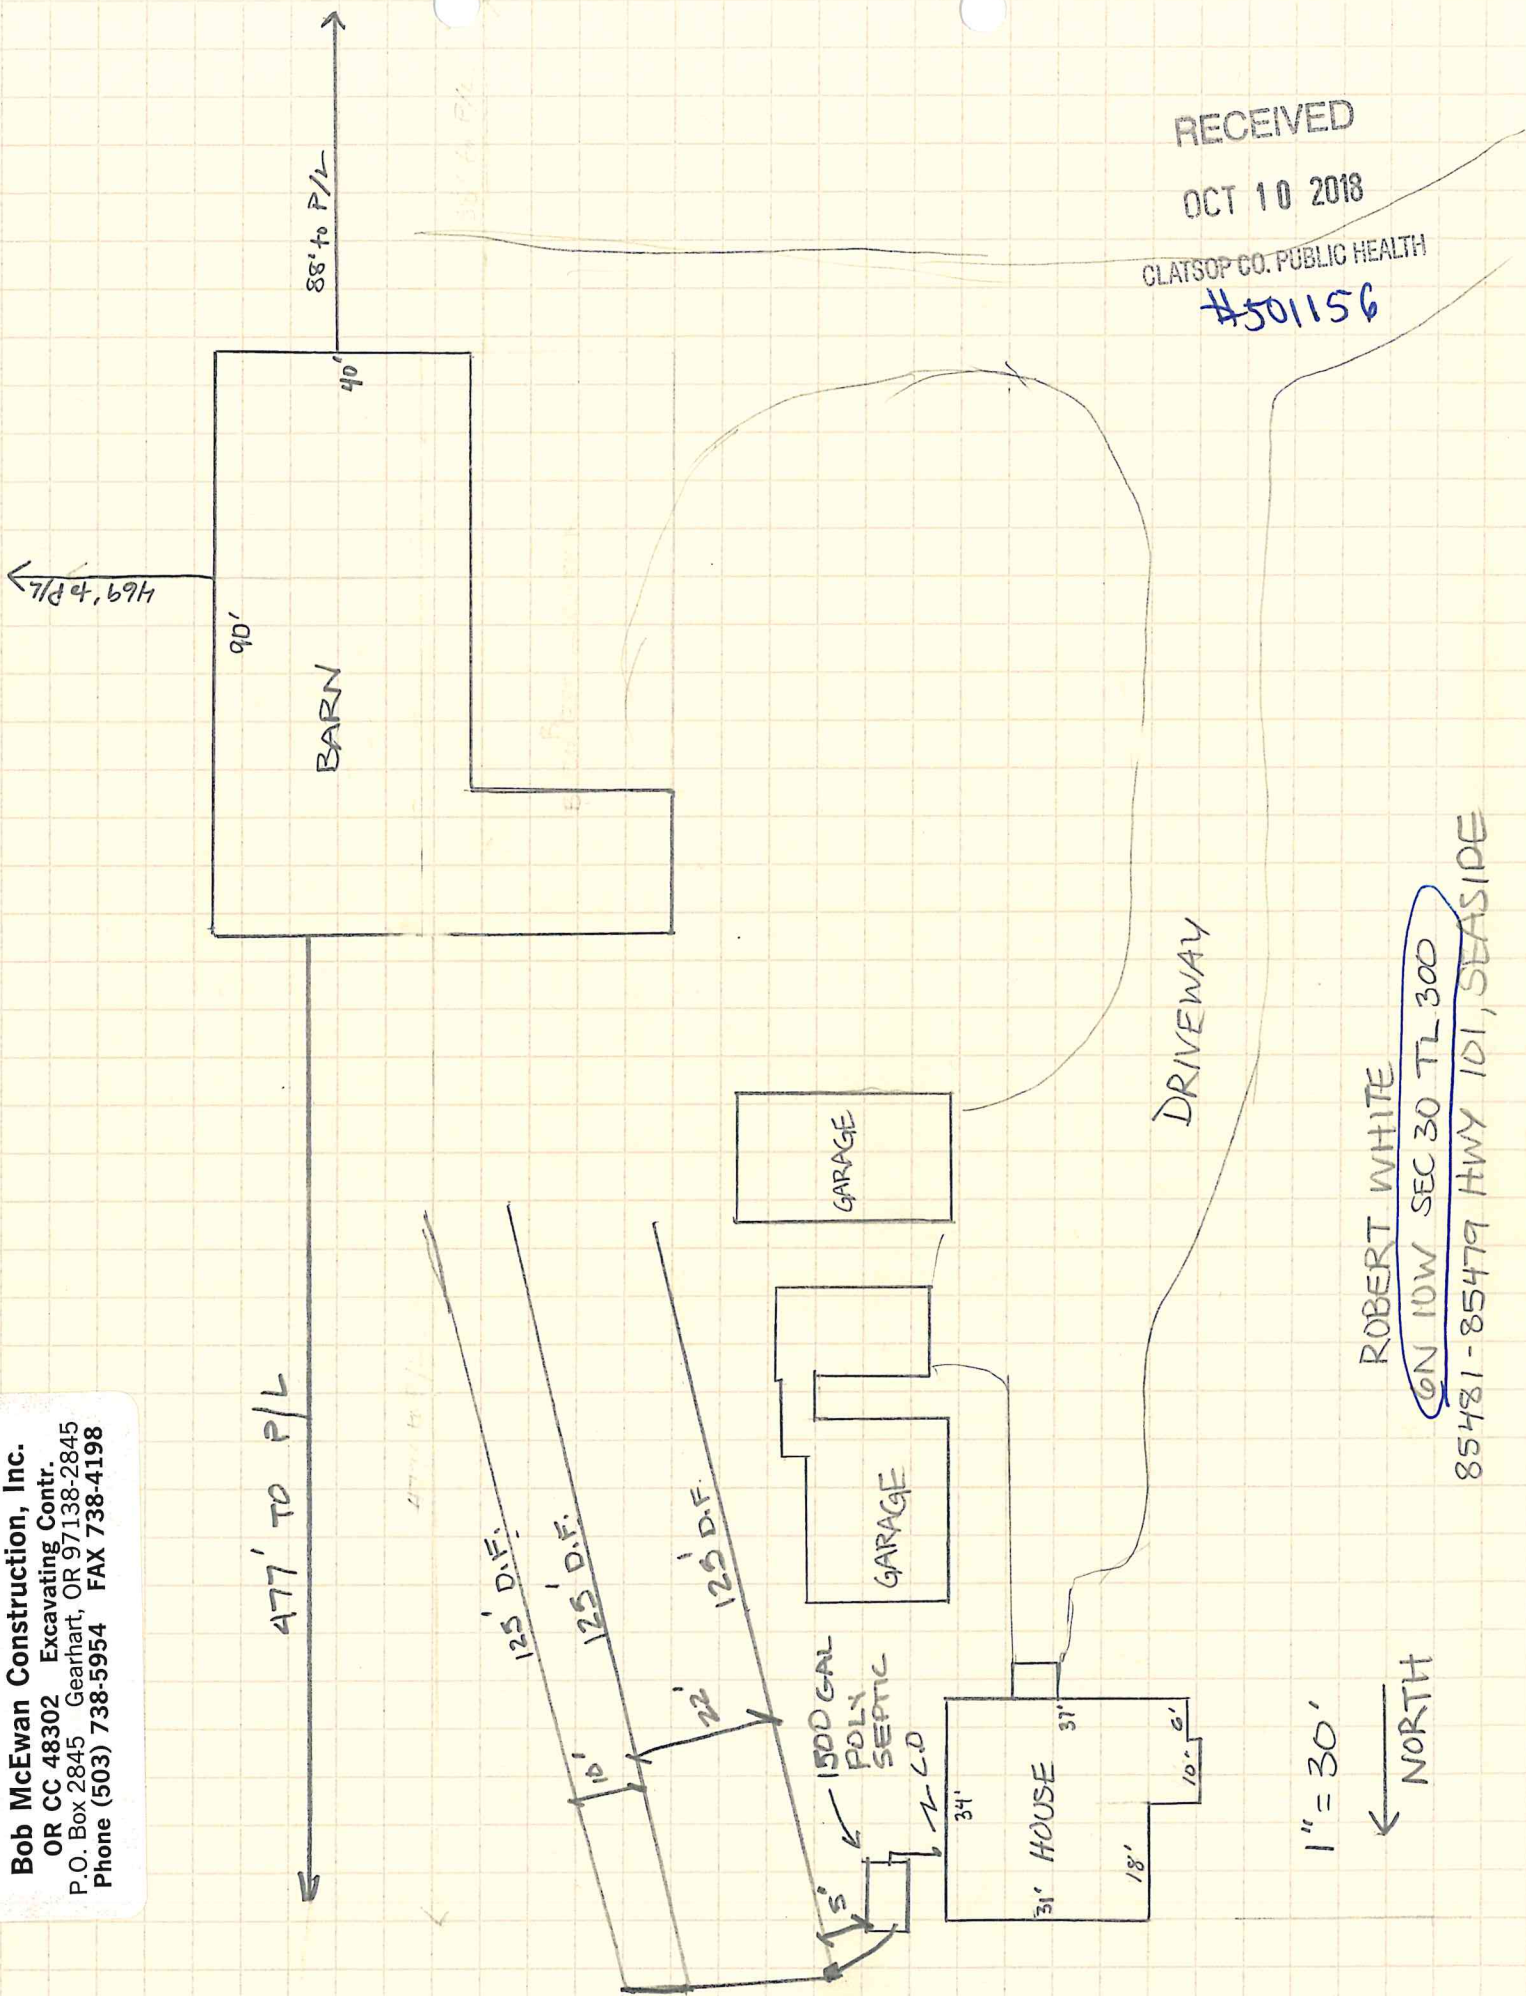 Bob McEwan Construction, Inc.
OR CC 48302 Excavating Contr.
P.O. Box 2845 Gearhart, OR 97138-2845
Phone (503) 738-5954 FAX 738-4198
RECEIVED
OCT 10 2018
CLATSOP CO. PUBLIC HEALTH
#501156
469' to P/L
88' to P/L
90'
40'
BARN
477' TO P/L
125' D.F.
125' D.F.
125' D.F.
10'
22'
5'
1500 GAL
POLY
SEPTIC
2 C.O
GARAGE
GARAGE
DRIVEWAY
34'
31' HOUSE
37'
18'
10'
6'
1" = 30'
NORTH
ROBERT WHITE
6N 10W SEC 30 TL 300
85481-85479 HWY 101, SEASIDE